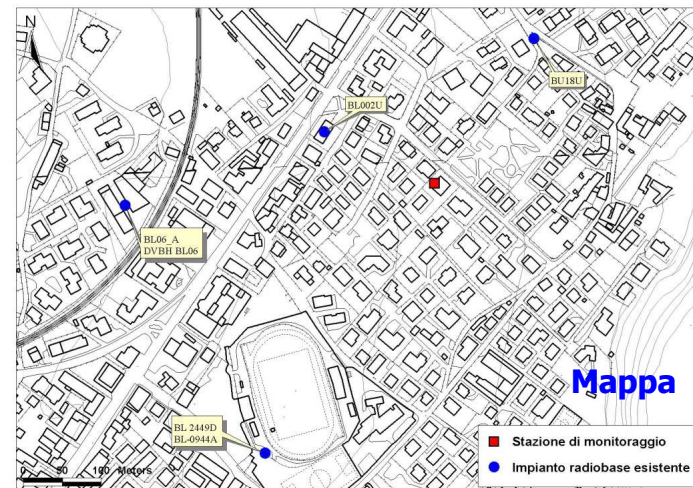 N
BU18U
BL002U
BL06_A
DVBH BL06
Mappa
BL 2449D
BL-0944A
Stazione di monitoraggio
Impianto radiobase esistente
0 50 100 Meters